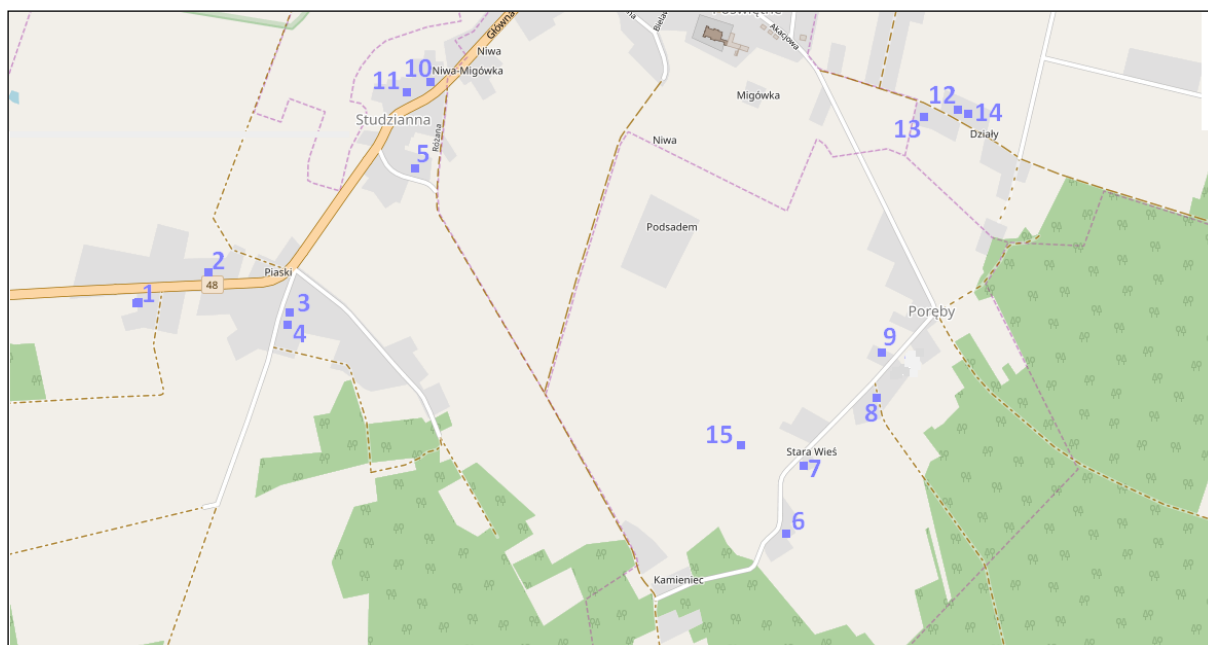 Akacjowa
Główna
Niwa
10
Niwa-Migówka
11
Migówka
12
14
13
Działy
Studzianna
Różana
Niwa
5
Podsadem
2
Piaski
48
1
3
4
Poręby
9
8
15
Stara Wieś
7
6
Kamieniec